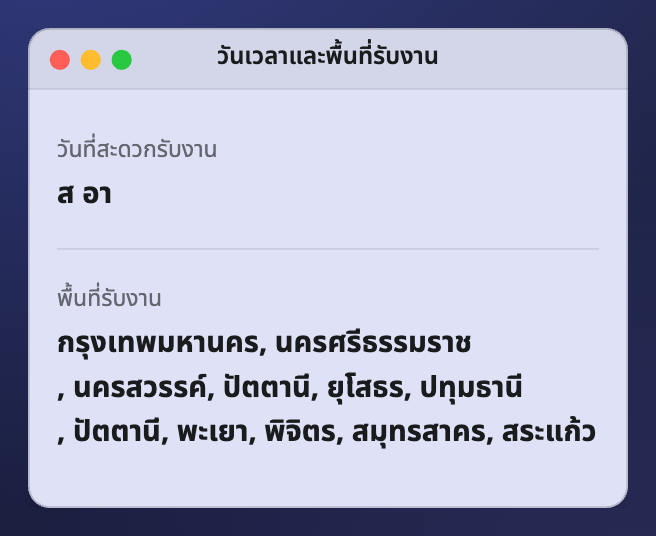 วันเวลาและพื้นที่รับงาน
วันที่สะดวกรับงาน
ส อา
พื้นที่รับงาน
กรุงเทพมหานคร, นครศรีธรรมราช
, นครสวรรค์, ปัตตานี, ยุโสธร, ปทุมธานี
, ปัตตานี, พะเยา, พิจิตร, สมุทรสาคร, สระแก้ว